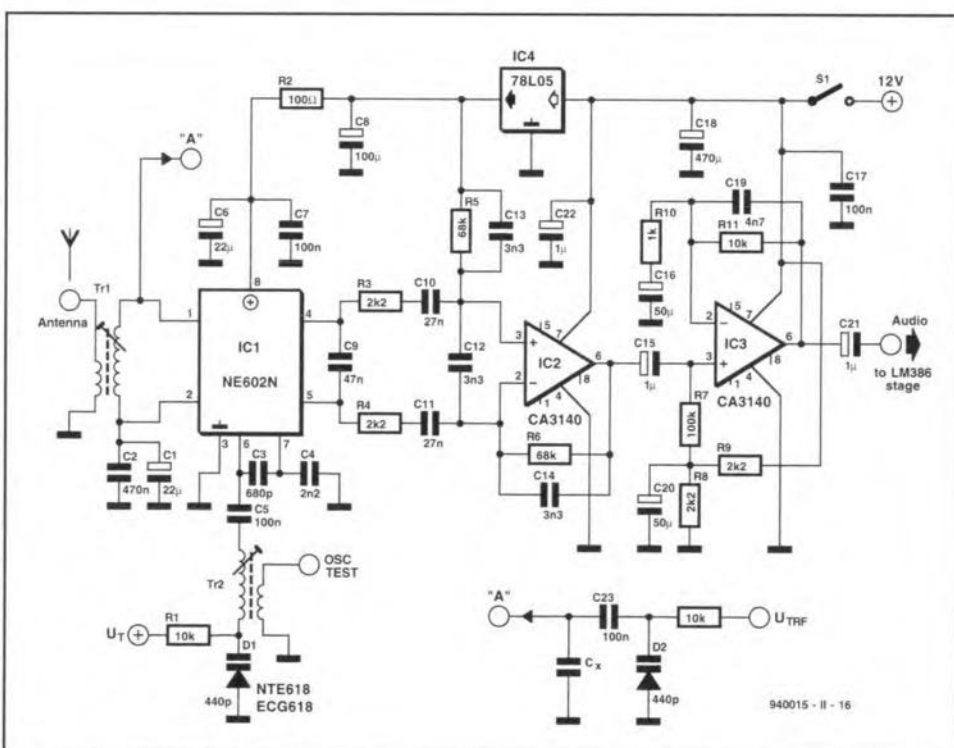 IC4
78L05
S1
12V
R2
100Ω
C8
100µ
C18
470µ
C17
100n
"A"
C6
22µ
C7
100n
R5
68k
C13
3n3
C22
1µ
R10
1k
C19
4n7
R11
10k
C16
50µ
Antenna
Tr1
8
1
2
IC1
NE602N
4
5
3
6
7
R3
2k2
C10
27n
C9
47n
C12
3n3
R4
2k2
C11
27n
3
+
2
−
5
7
IC2
6
8
1
4
CA3140
R6
68k
C14
3n3
C15
1µ
2
−
3
+
5
7
IC3
6
8
1
4
CA3140
C21
1µ
Audio
to LM386
stage
R7
100k
R9
2k2
C20
50µ
R8
2k2
C2
470n
C1
22µ
C3
680p
C4
2n2
C5
100n
Tr2
OSC
TEST
UT
R1
10k
D1
NTE618
ECG618
440p
"A"
C23
100n
10k
UTRF
Cx
D2
440p
940015 - II - 16